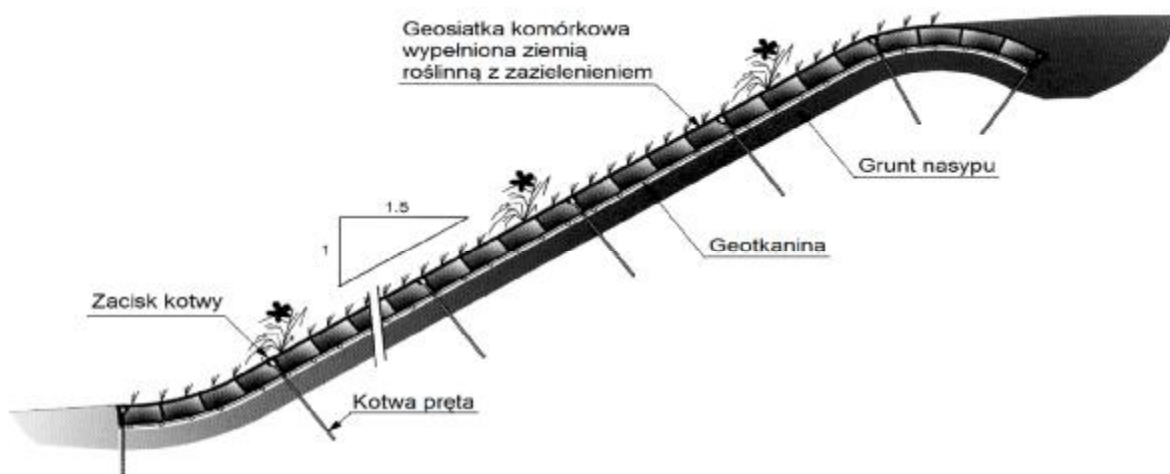 Geosiatka komórkowa
wypełniona ziemią
roślinną z zazielenieniem
Grunt nasypu
1.5
1
Geotkanina
Zacisk kotwy
Kotwa pręta